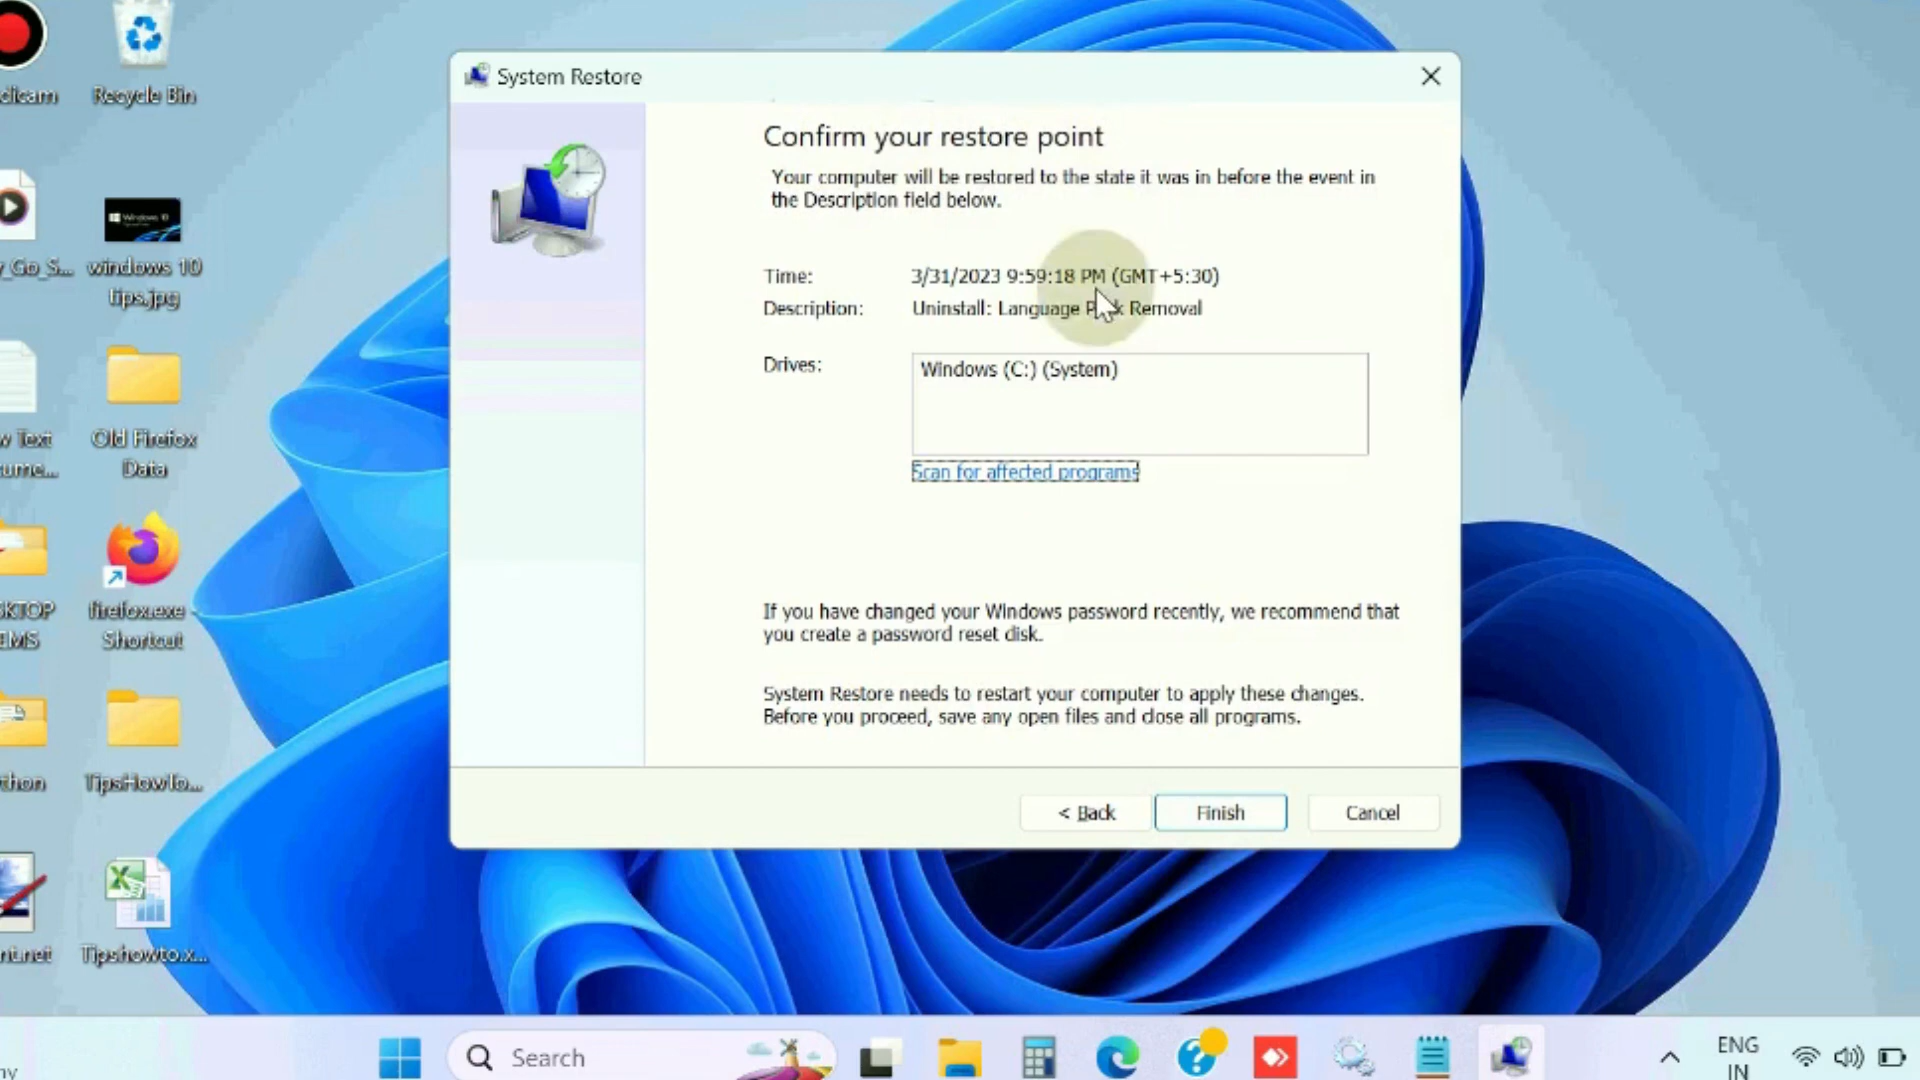 System Restore
Confirm your restore point
Your computer will be restored to the state it was in before the event in
the Description field below.
Time: 3/31/2023 9:59:18 PM (GMT+5:30)
Description: Uninstall: Language Pack Removal
Drives: Windows (C:) (System)
Scan for affected programs
If you have changed your Windows password recently, we recommend that
you create a password reset disk.
System Restore needs to restart your computer to apply these changes.
Before you proceed, save any open files and close all programs.
< Back Finish Cancel
Recycle Bin
Windows 10
windows 10
tips.jpg
Old Firefox
Data
firefox.exe -
Shortcut
TipsHowTo...
Tipshowto.x...
Search
ENG
IN